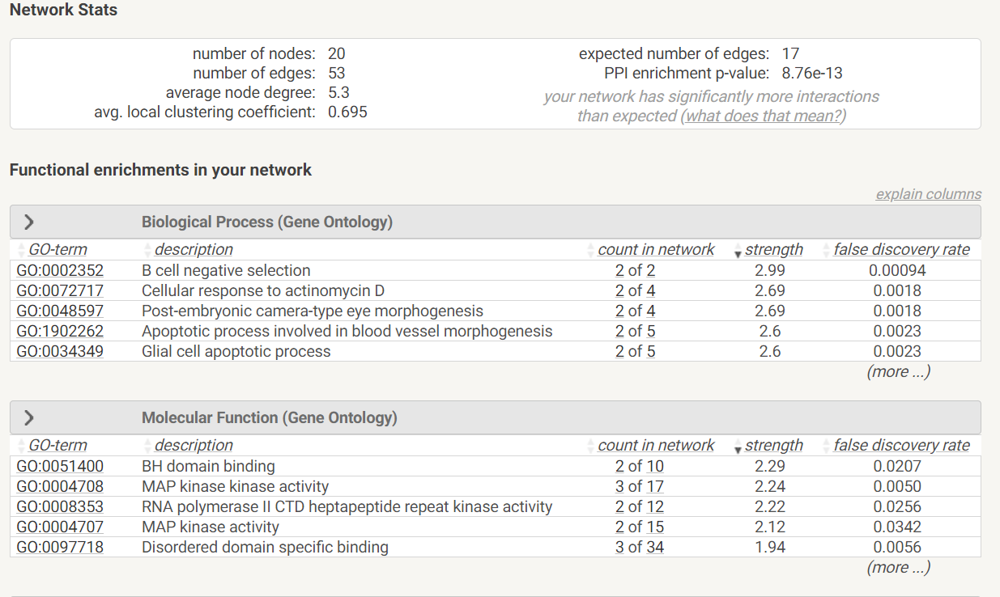 Network Stats
number of nodes: 20
number of edges: 53
average node degree: 5.3
avg. local clustering coefficient: 0.695
expected number of edges: 17
PPI enrichment p-value: 8.76e-13
your network has significantly more interactions
than expected (what does that mean?)
Functional enrichments in your network
explain columns
Biological Process (Gene Ontology)
GO-term description count in network strength false discovery rate
GO:0002352 B cell negative selection 2 of 2 2.99 0.00094
GO:0072717 Cellular response to actinomycin D 2 of 4 2.69 0.0018
GO:0048597 Post-embryonic camera-type eye morphogenesis 2 of 4 2.69 0.0018
GO:1902262 Apoptotic process involved in blood vessel morphogenesis 2 of 5 2.6 0.0023
GO:0034349 Glial cell apoptotic process 2 of 5 2.6 0.0023
(more ...)
Molecular Function (Gene Ontology)
GO-term description count in network strength false discovery rate
GO:0051400 BH domain binding 2 of 10 2.29 0.0207
GO:0004708 MAP kinase kinase activity 3 of 17 2.24 0.0050
GO:0008353 RNA polymerase II CTD heptapeptide repeat kinase activity 2 of 12 2.22 0.0256
GO:0004707 MAP kinase activity 2 of 15 2.12 0.0342
GO:0097718 Disordered domain specific binding 3 of 34 1.94 0.0056
(more ...)